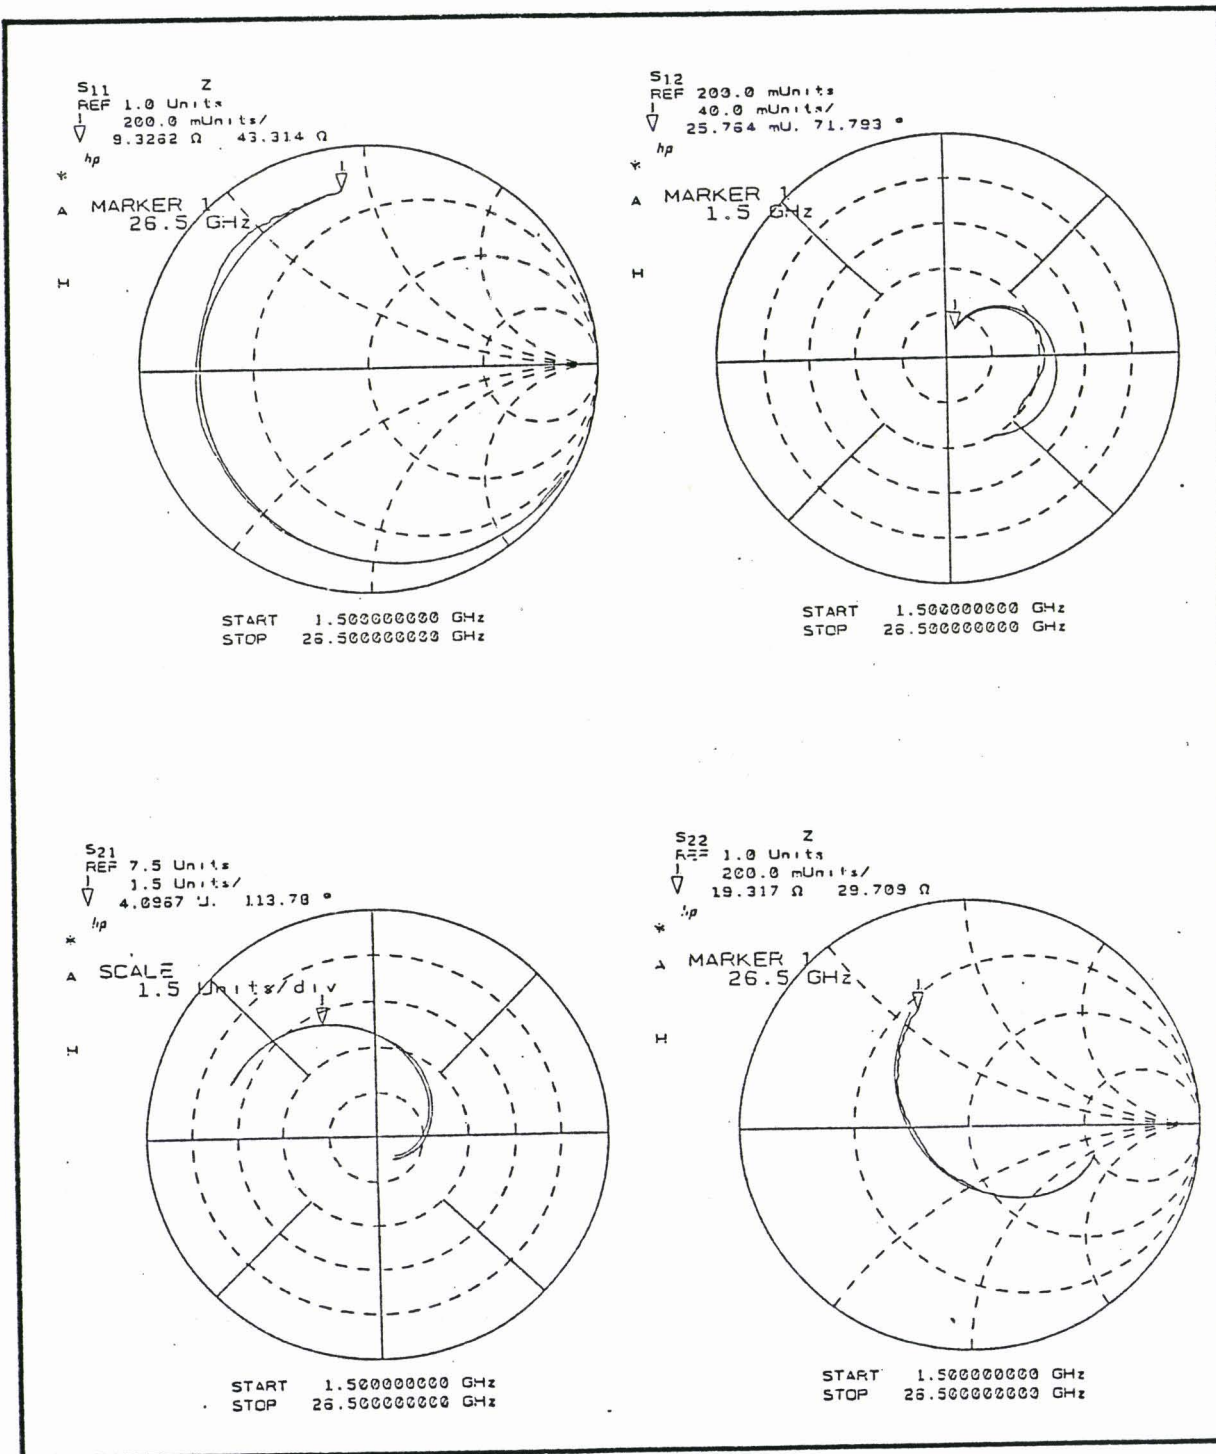 S11 Z
REF 1.0 Units
200.0 mUnits/
9.3262 Ω 43.314 Ω
hp
*
A MARKER 1
26.5 GHz
H
START 1.500000000 GHz
STOP 26.500000000 GHz
S12
REF 200.0 mUnits
40.0 mUnits/
25.764 mU. 71.793 °
hp
*
A MARKER 1
1.5 GHz
H
START 1.500000000 GHz
STOP 26.500000000 GHz
S21
REF 7.5 Units
1.5 Units/
4.0967 U. 113.78 °
hp
*
A SCALE
1.5 Units/div
H
START 1.500000000 GHz
STOP 26.500000000 GHz
S22 Z
REF 1.0 Units
200.0 mUnits/
19.317 Ω 29.709 Ω
hp
*
A MARKER 1
26.5 GHz
H
START 1.500000000 GHz
STOP 26.500000000 GHz